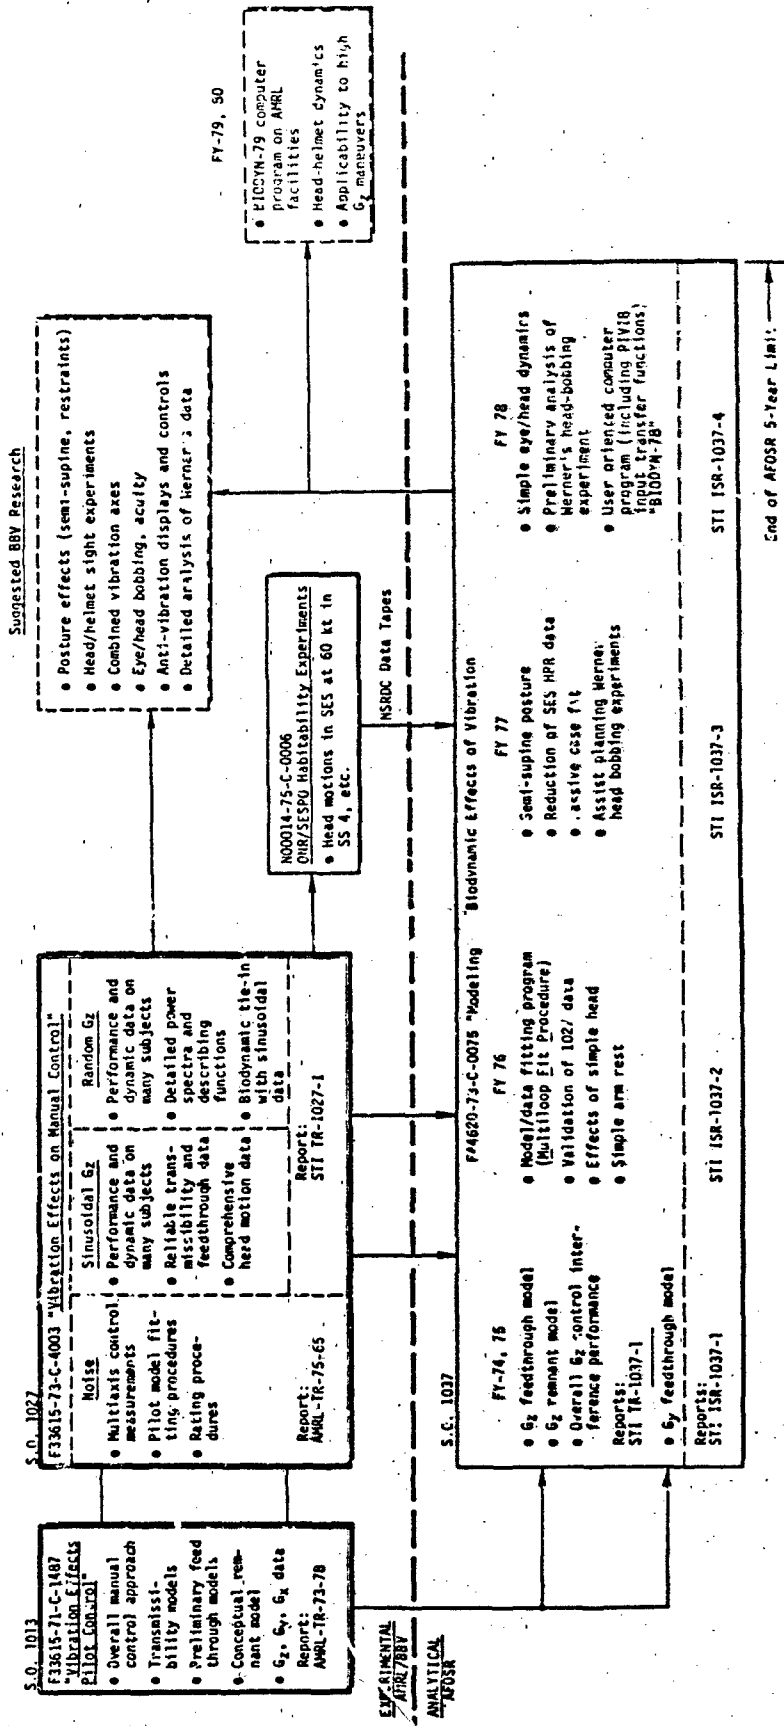 Suggested BBV Research
• Posture effects (semi-supine, restraints)
• Head/helmet sight experiments
• Combined vibration axes
• Eye/head bobbing, acuity
• Anti-vibration displays and controls
• Detailed analysis of Werner's data
FY-79, 80
• BIODYN-79 computer
program on AMRL
facilities
• Head-helmet dynamics
• Applicability to high
Gz maneuvers
S.O. 1013
F33615-71-C-1487
"Vibration Effects
Pilot Control"
• Overall manual
control approach
• Transmissi-
bility models
• Preliminary feed
through models
• Conceptual rem-
nant model
• Gz, Gy, Gx data
Report:
AMRL-TR-73-78
S.O. 1027
F33615-73-C-4003 "Vibration Effects on Manual Control"
Noise
• Multiaxis control
measurements
• Pilot model fit-
ting procedures
• Rating proce-
dures
Report:
AMRL-TR-75-65
Sinusoidal Gz
• Performance and
dynamic data on
many subjects
• Reliable trans-
missibility and
feedthrough data
• Comprehensive
head motion data
Random Gz
• Performance and
dynamic data on
many subjects
• Detailed power
spectra and
describing
functions
• Biodynamic tie-in
with sinusoidal
data
Report:
STI TR-1027-1
N00014-75-C-0006
ONR/SESPO Habitability Experiments
• Head motions in SES at 60 kt in
SS 4, etc.
NSRDC Data Tapes
EXPERIMENTAL
AMRL/BBV
ANALYTICAL
AFOSR
S.O. 1037
F44620-73-C-0075 "Modeling Biodynamic Effects of Vibration
FY-74, 75
• Gz feedthrough model
• Gz remnant model
• Overall Gz control inter-
ference performance
Reports:
STI TR-1037-1
• Gy feedthrough model
Reports:
STI ISR-1037-1
FY 76
• Model/data fitting program
(Multiloop Fit Procedure)
• Validation of 1027 data
• Effects of simple head
• Simple arm rest
STI ISR-1037-2
FY 77
• Semi-supine posture
• Reduction of SES HPR data
• assive case fit
• Assist planning Werner
head bobbing experiments
STI ISR-1037-3
FY 78
• Simple eye/head dynamics
• Preliminary analysis of
Werner's head-bobbing
experiment
• User oriented computer
program (including PIVIB
input transfer functions)
"BIODYN-78"
STI ISR-1037-4
End of AFOSR 5-Year Limit